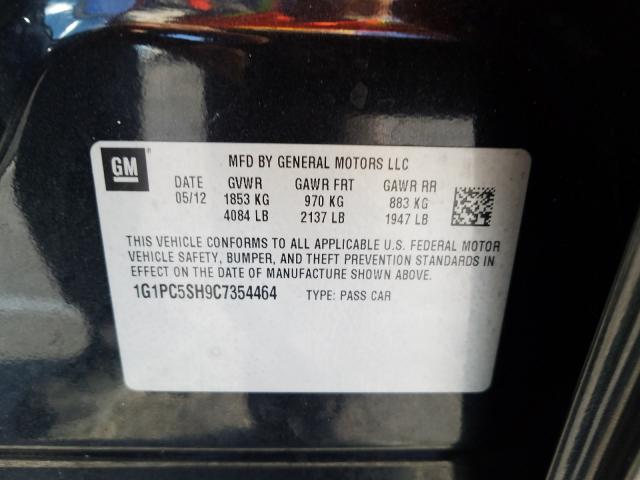 GM
MFD BY GENERAL MOTORS LLC
DATE GVWR GAWR FRT GAWR RR
05/12 1853 KG 970 KG 883 KG
4084 LB 2137 LB 1947 LB
THIS VEHICLE CONFORMS TO ALL APPLICABLE U.S. FEDERAL MOTOR
VEHICLE SAFETY, BUMPER, AND THEFT PREVENTION STANDARDS IN
EFFECT ON THE DATE OF MANUFACTURE SHOWN ABOVE.
1G1PC5SH9C7354464 TYPE: PASS CAR